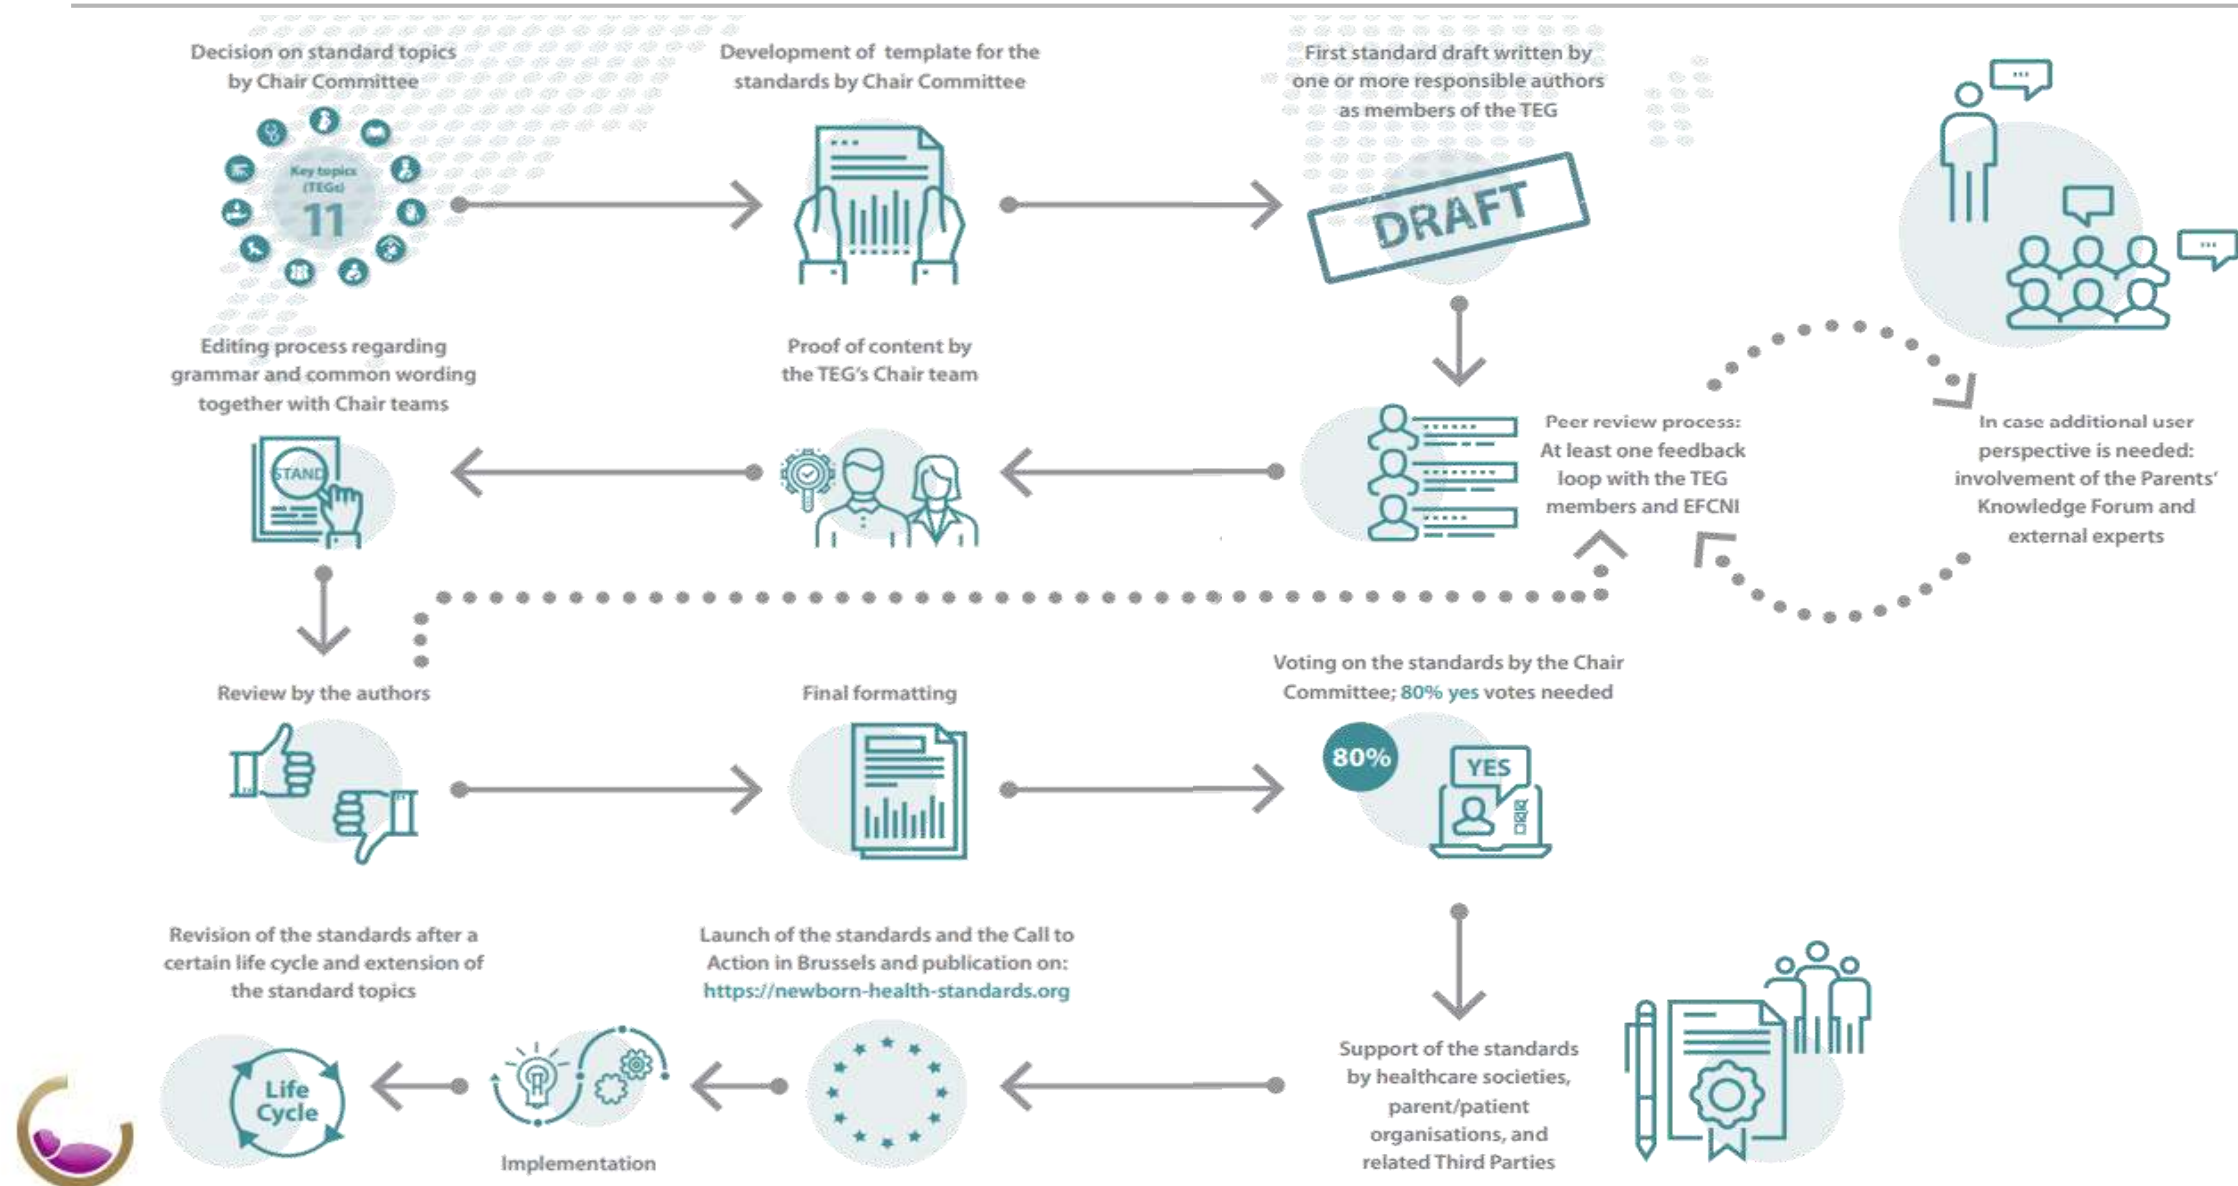 Decision on standard topics
by Chair Committee
Key topics
(TEGs)
11
Development of template for the
standards by Chair Committee
First standard draft written by
one or more responsible authors
as members of the TEG
DRAFT
Editing process regarding
grammar and common wording
together with Chair teams
STAND
Proof of content by
the TEG's Chair team
Peer review process:
At least one feedback
loop with the TEG
members and EFCNI
In case additional user
perspective is needed:
involvement of the Parents'
Knowledge Forum and
external experts
Review by the authors
Final formatting
Voting on the standards by the Chair
Committee; 80% yes votes needed
80%
YES
Revision of the standards after a
certain life cycle and extension of
the standard topics
Life
Cycle
Implementation
Launch of the standards and the Call to
Action in Brussels and publication on:
https://newborn-health-standards.org
Support of the standards
by healthcare societies,
parent/patient
organisations, and
related Third Parties